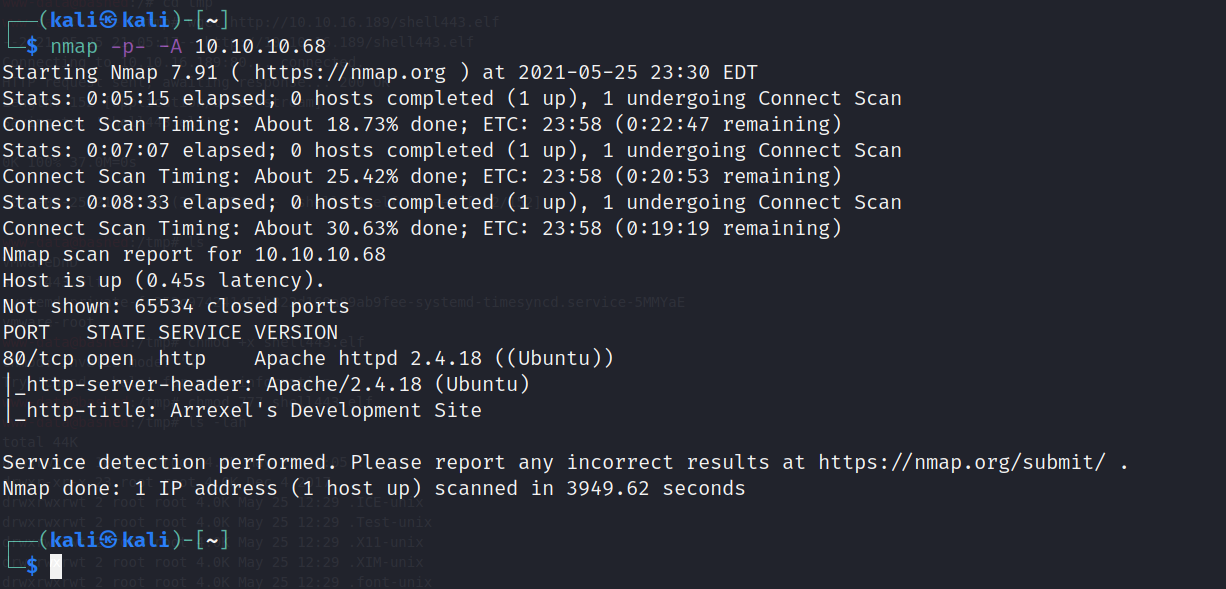 ┌──(kali㉿kali)-[~]
└─$ nmap -p- -A 10.10.10.68
Starting Nmap 7.91 ( https://nmap.org ) at 2021-05-25 23:30 EDT
Stats: 0:05:15 elapsed; 0 hosts completed (1 up), 1 undergoing Connect Scan
Connect Scan Timing: About 18.73% done; ETC: 23:58 (0:22:47 remaining)
Stats: 0:07:07 elapsed; 0 hosts completed (1 up), 1 undergoing Connect Scan
Connect Scan Timing: About 25.42% done; ETC: 23:58 (0:20:53 remaining)
Stats: 0:08:33 elapsed; 0 hosts completed (1 up), 1 undergoing Connect Scan
Connect Scan Timing: About 30.63% done; ETC: 23:58 (0:19:19 remaining)
Nmap scan report for 10.10.10.68
Host is up (0.45s latency).
Not shown: 65534 closed ports
PORT   STATE SERVICE VERSION
80/tcp open  http    Apache httpd 2.4.18 ((Ubuntu))
|_http-server-header: Apache/2.4.18 (Ubuntu)
|_http-title: Arrexel's Development Site
Service detection performed. Please report any incorrect results at https://nmap.org/submit/ .
Nmap done: 1 IP address (1 host up) scanned in 3949.62 seconds
┌──(kali㉿kali)-[~]
└─$